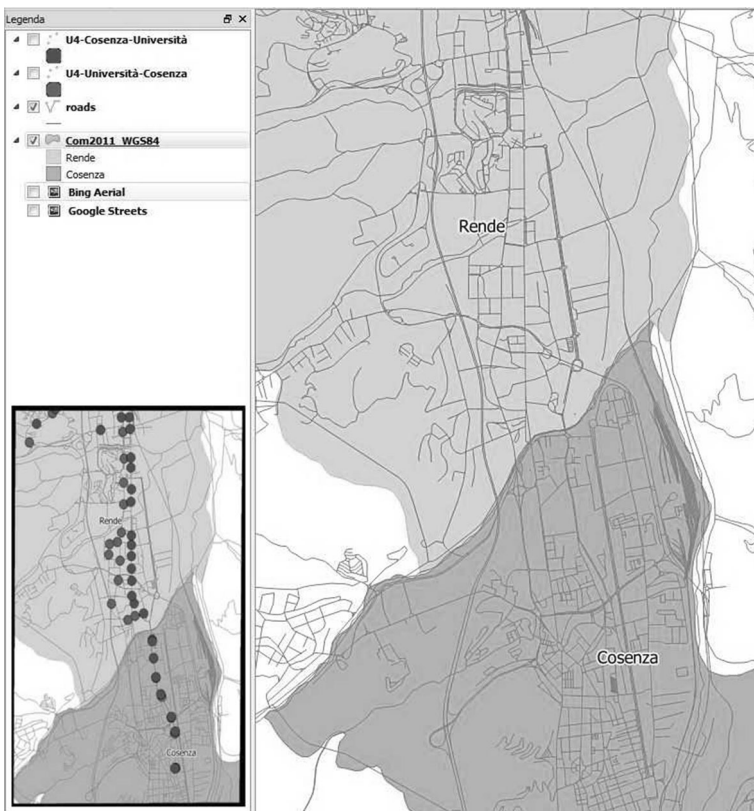 Legenda
U4-Cosenza-Università
U4-Università-Cosenza
roads
Com2011_WGS84
Rende
Cosenza
Bing Aerial
Google Streets
Rende
Cosenza
Rende
Cosenza